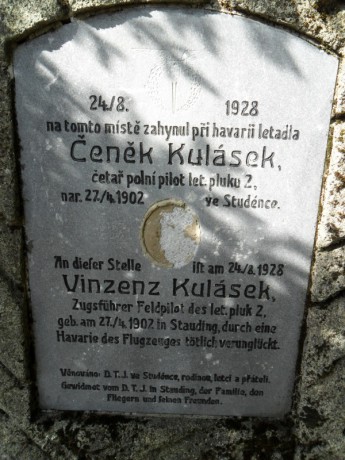 24/8. 1928
na tomto místě zahynul při havarii letadla
Čeněk Kulásek,
četař polní pilot let. pluku 2,
nar. 27/4.1902 ve Studénce.
An dieser Stelle ist am 24/8.1928
Vinzenz Kulásek,
Zugsführer Feldpilot des let. pluk 2,
geb. am 27/4.1902 in Stauding, durch eine
Havarie des Flugzeuges tötlich verunglückt.
Věnováno: D.T.J. ve Studénce, rodinou, letci a přáteli.
Gewidmet vom D.T.J. in Stauding, der Familie, den
Fliegern und seinen Freunden.